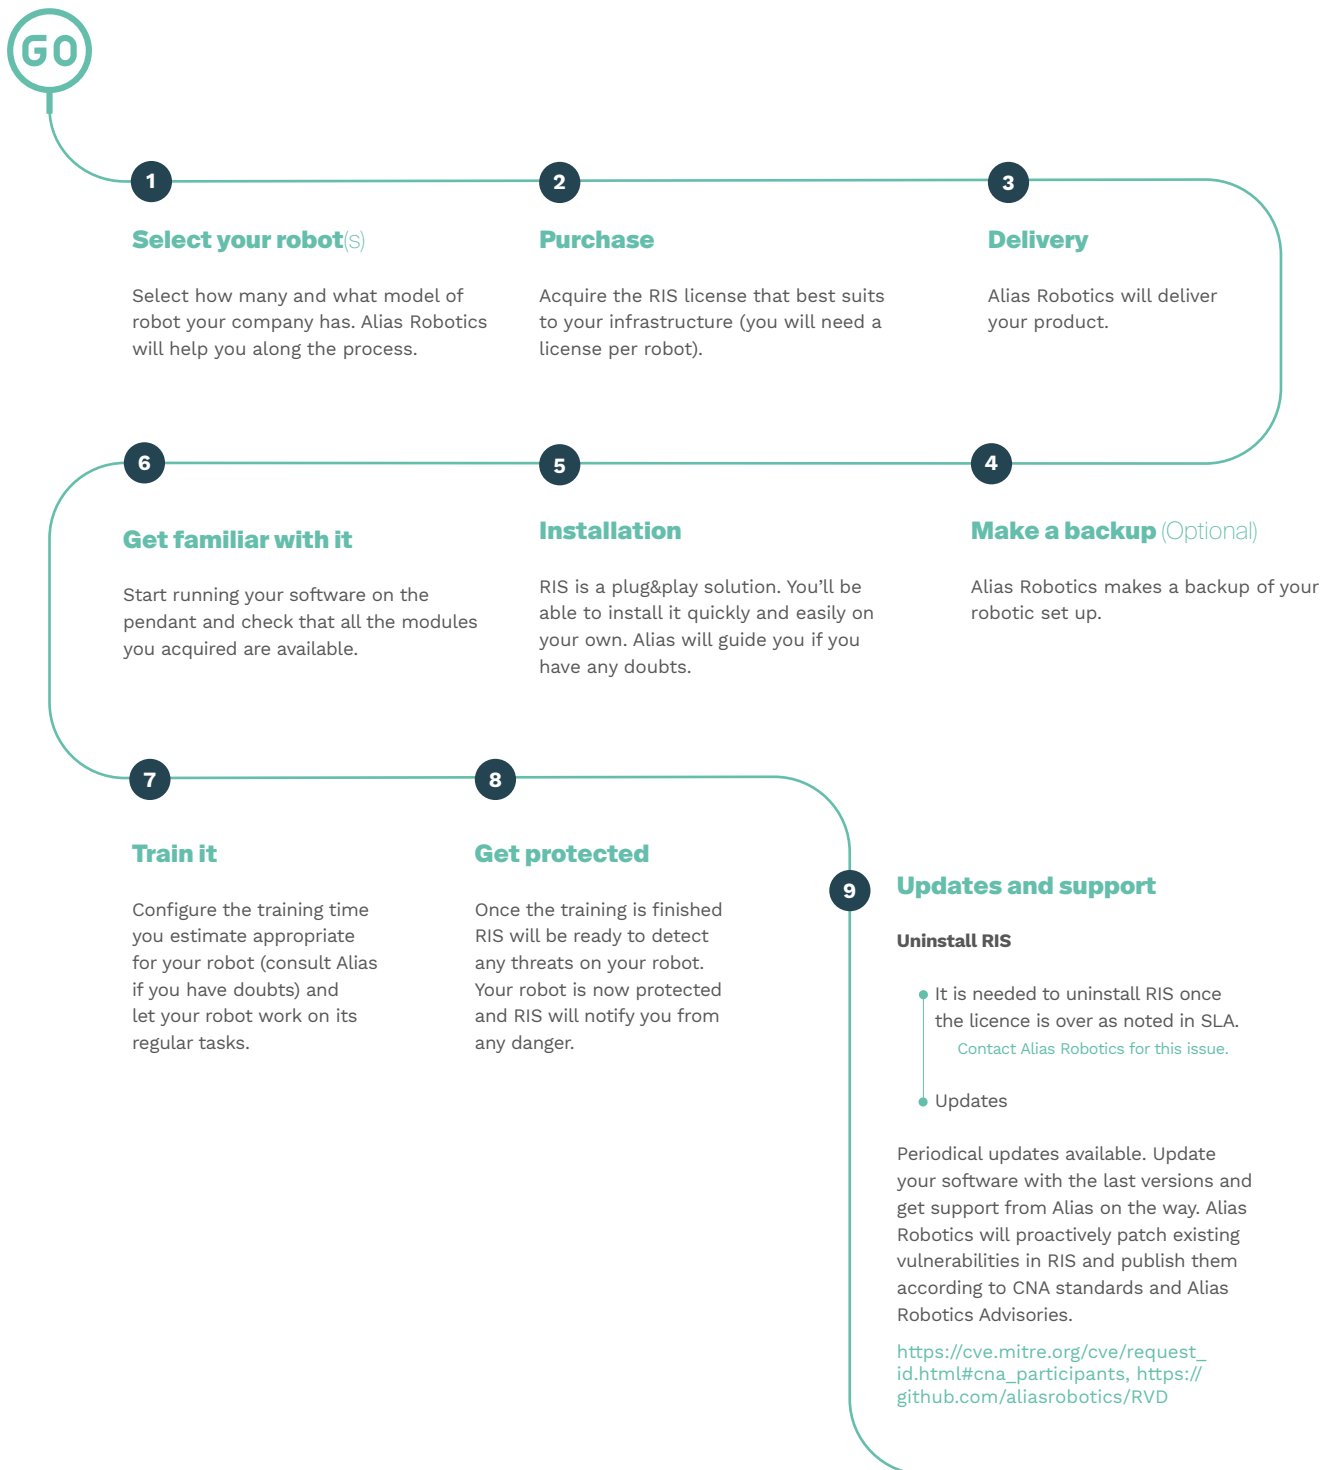 GO
1
Select your robot(s)
Select how many and what model of
robot your company has. Alias Robotics
will help you along the process.
2
Purchase
Acquire the RIS license that best suits
to your infrastructure (you will need a
license per robot).
3
Delivery
Alias Robotics will deliver
your product.
4
Make a backup (Optional)
Alias Robotics makes a backup of your
robotic set up.
5
Installation
RIS is a plug&play solution. You’ll be
able to install it quickly and easily on
your own. Alias will guide you if you
have any doubts.
6
Get familiar with it
Start running your software on the
pendant and check that all the modules
you acquired are available.
7
Train it
Configure the training time
you estimate appropriate
for your robot (consult Alias
if you have doubts) and
let your robot work on its
regular tasks.
8
Get protected
Once the training is finished
RIS will be ready to detect
any threats on your robot.
Your robot is now protected
and RIS will notify you from
any danger.
9
Updates and support
Uninstall RIS
It is needed to uninstall RIS once
the licence is over as noted in SLA.
Contact Alias Robotics for this issue.
Updates
Periodical updates available. Update
your software with the last versions and
get support from Alias on the way. Alias
Robotics will proactively patch existing
vulnerabilities in RIS and publish them
according to CNA standards and Alias
Robotics Advisories.
https://cve.mitre.org/cve/request_
id.html#cna_participants, https://
github.com/aliasrobotics/RVD